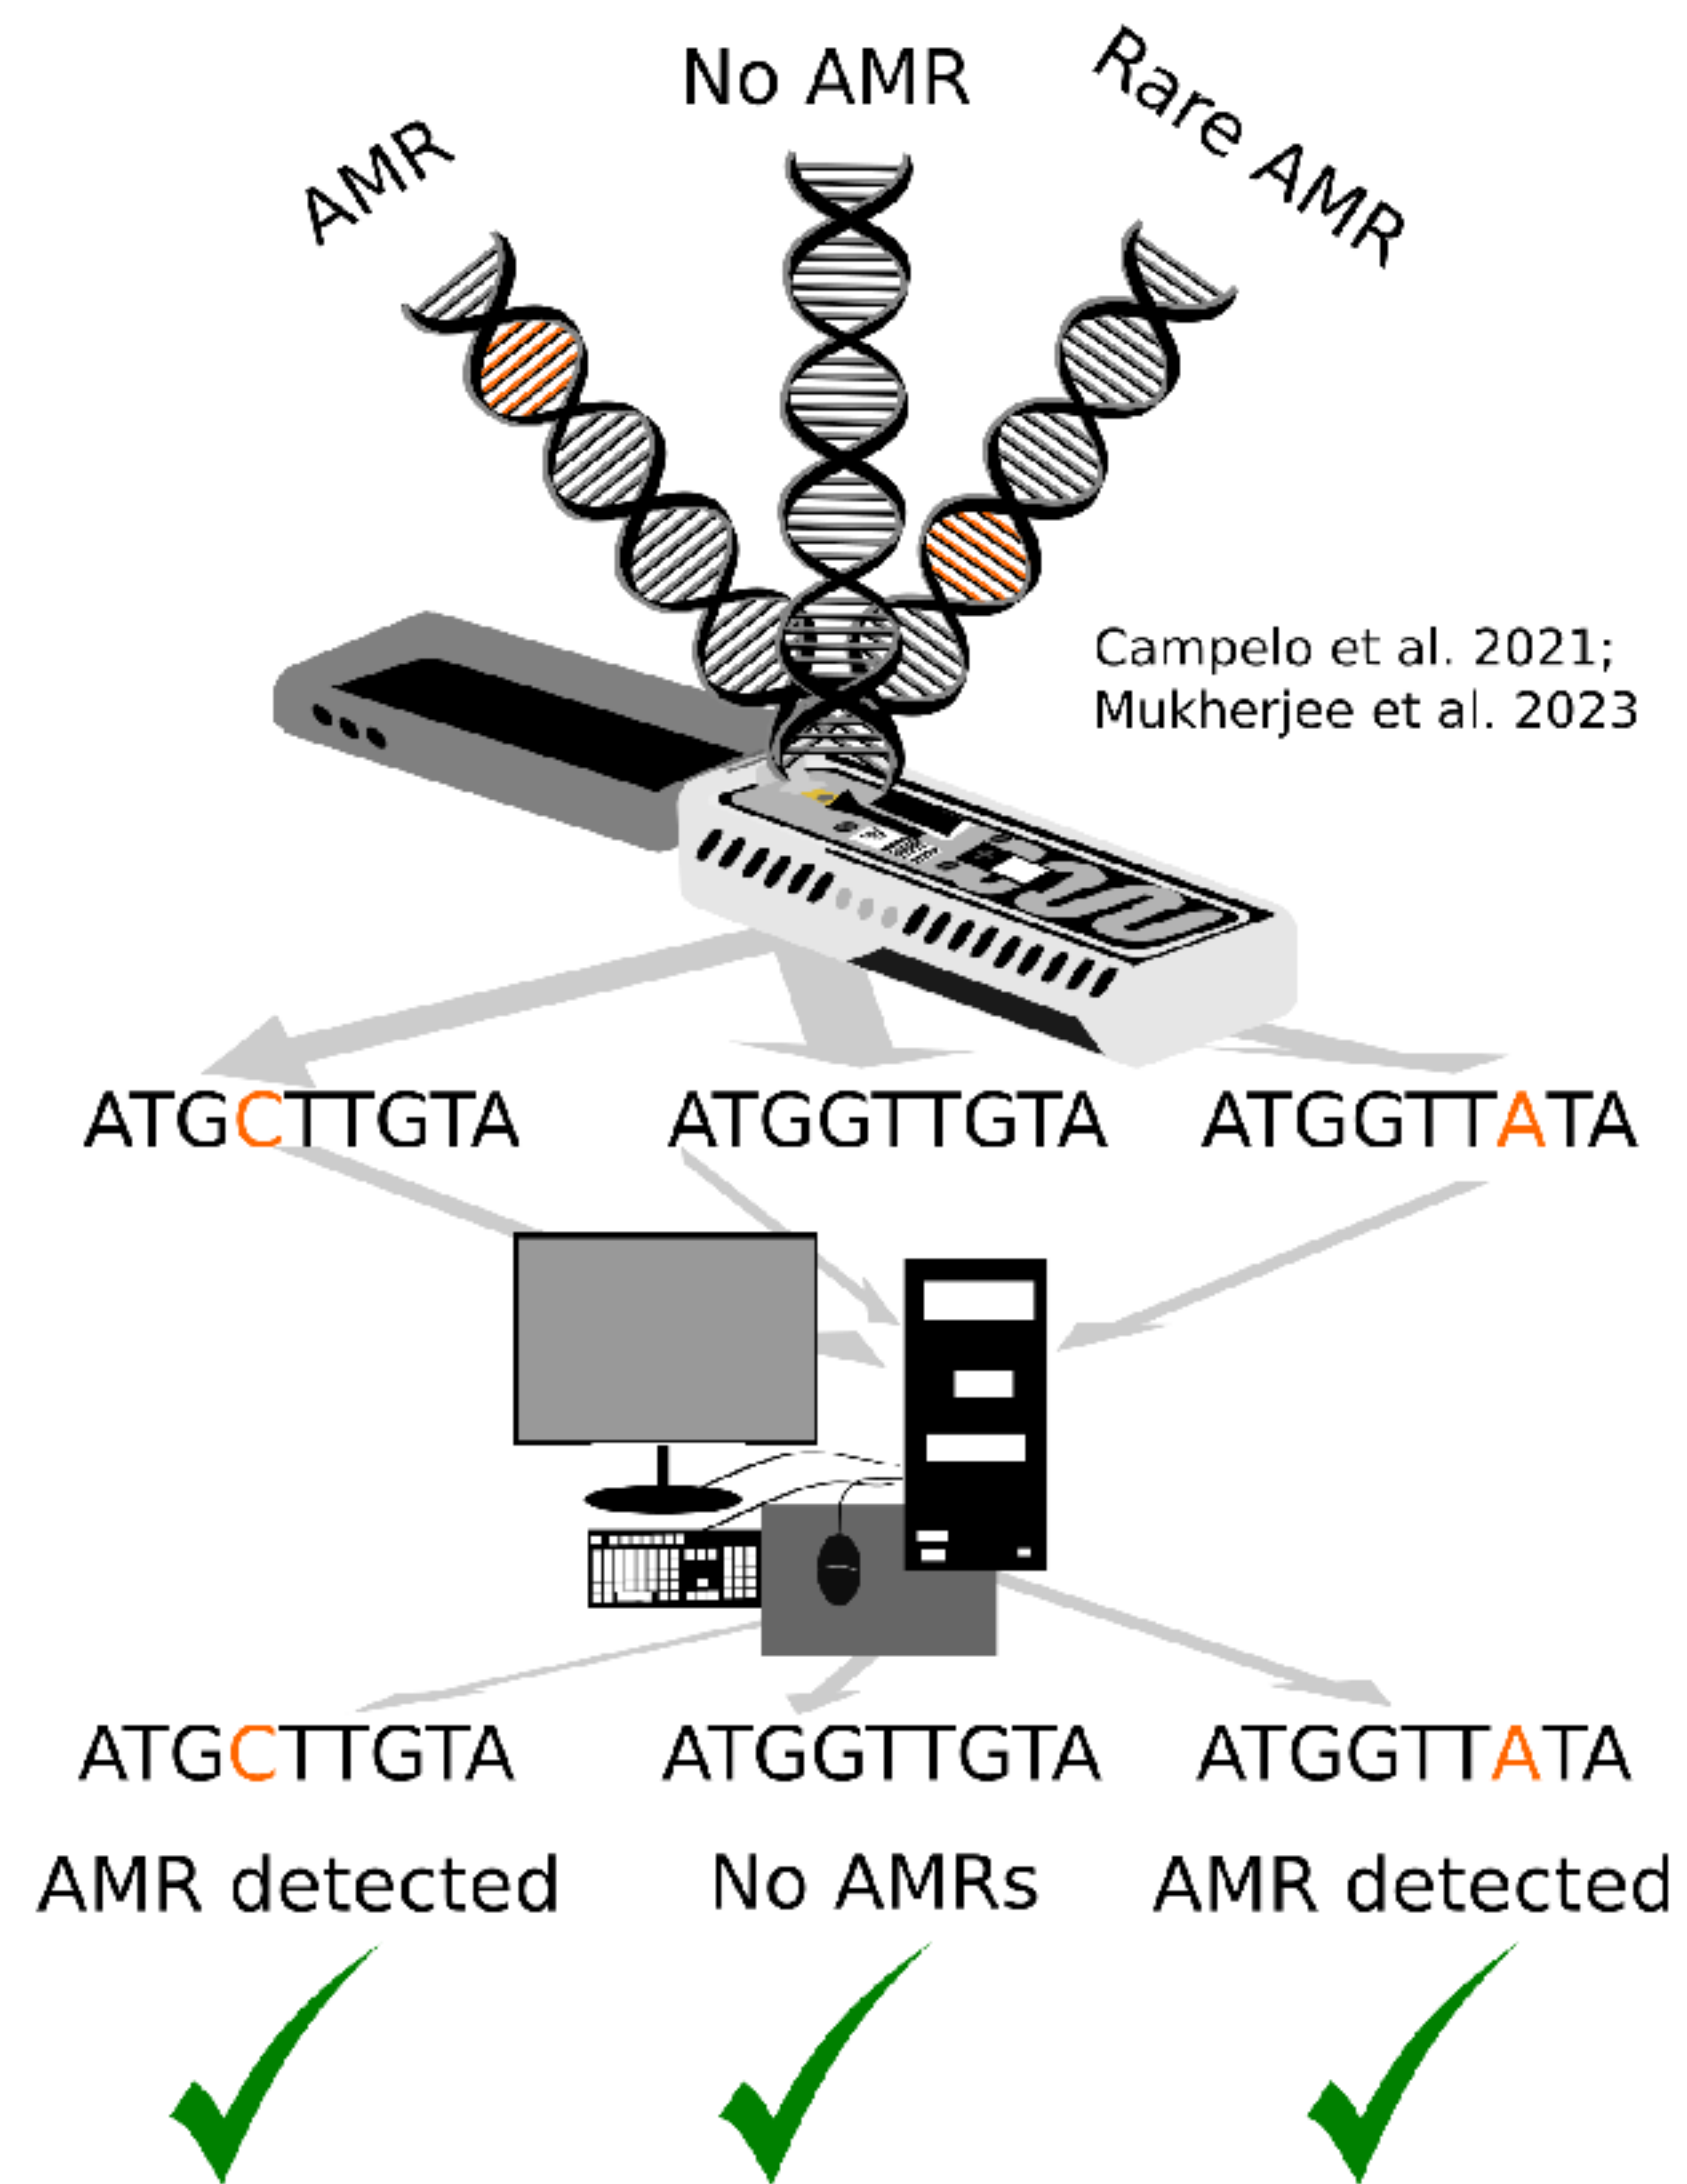 No AMR
AMR
Rare AMR
Campelo et al. 2021;
Mukherjee et al. 2023
ATGCTTGTA
ATGGTTGTA
ATGGTTATA
ATGCTTGTA
ATGGTTGTA
ATGGTTATA
AMR detected
No AMRs
AMR detected